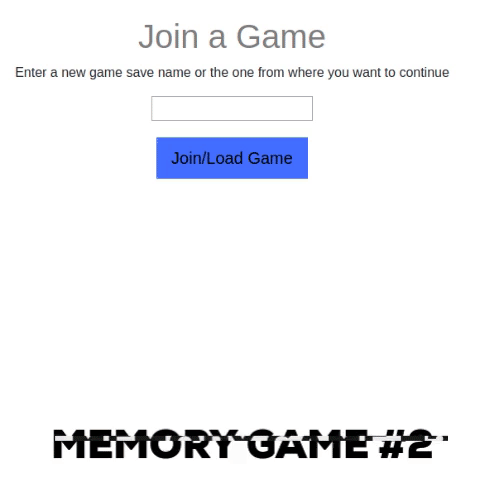 Join a Game
Enter a new game save name or the one from where you want to continue
Join/Load Game
MEMORY GAME #2